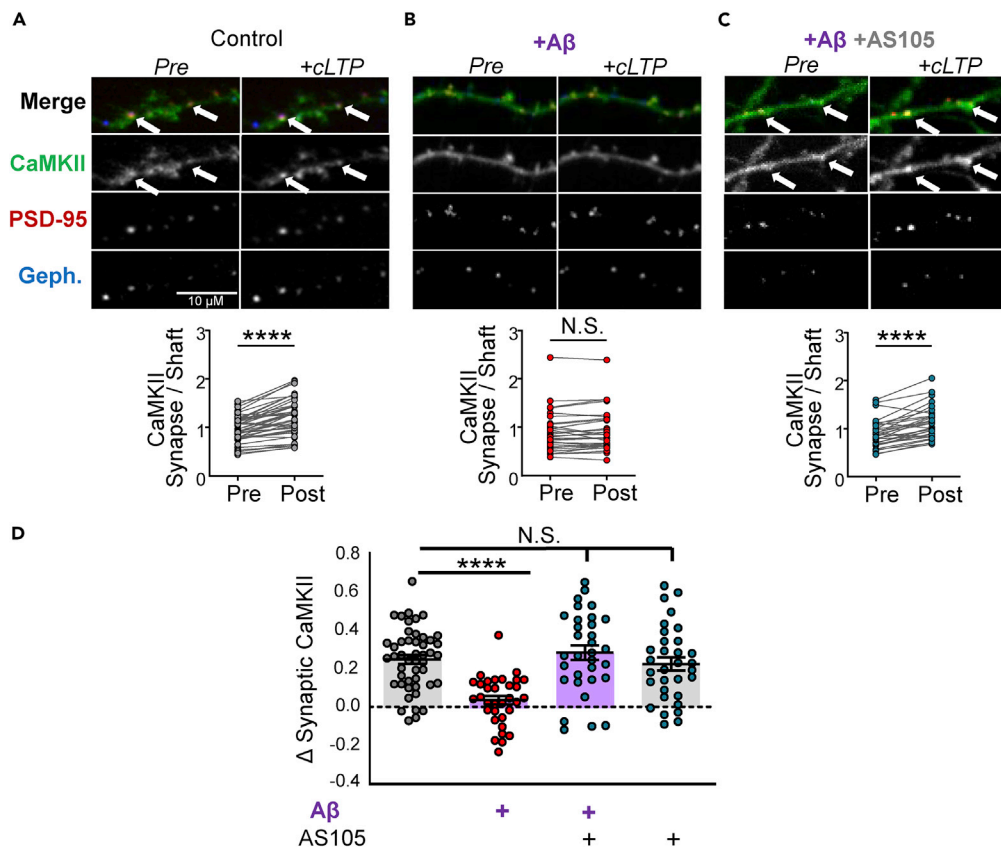 A
Control
Pre
+cLTP
B
+Aβ
Pre
+cLTP
C
+Aβ +AS105
Pre
+cLTP
Merge
CaMKII
PSD-95
Geph.
10 µM
3
2
1
0
CaMKII
Synapse / Shaft
****
Pre
Post
3
2
1
0
CaMKII
Synapse / Shaft
N.S.
Pre
Post
3
2
1
0
CaMKII
Synapse / Shaft
****
Pre
Post
D
N.S.
****
0.8
0.6
0.4
0.2
0.0
-0.2
-0.4
Δ Synaptic CaMKII
Aβ + +
AS105 + +